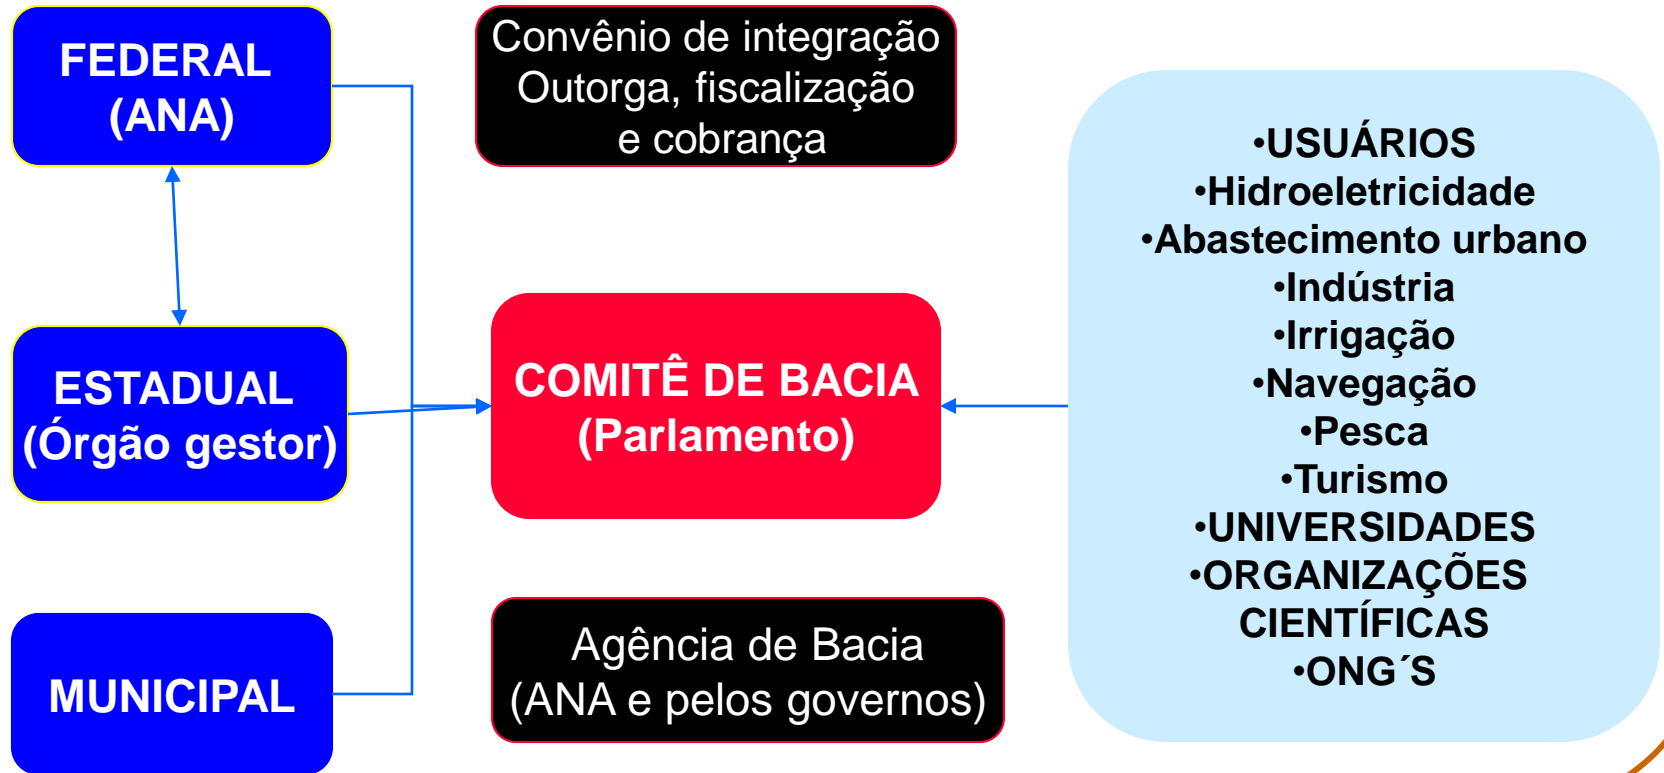 FEDERAL
(ANA)
Convênio de integração
Outorga, fiscalização
e cobrança
ESTADUAL
(Órgão gestor)
COMITÊ DE BACIA
(Parlamento)
MUNICIPAL
Agência de Bacia
(ANA e pelos governos)
•USUÁRIOS
•Hidroeletricidade
•Abastecimento urbano
•Indústria
•Irrigação
•Navegação
•Pesca
•Turismo
•UNIVERSIDADES
•ORGANIZAÇÕES
CIENTÍFICAS
•ONG´S